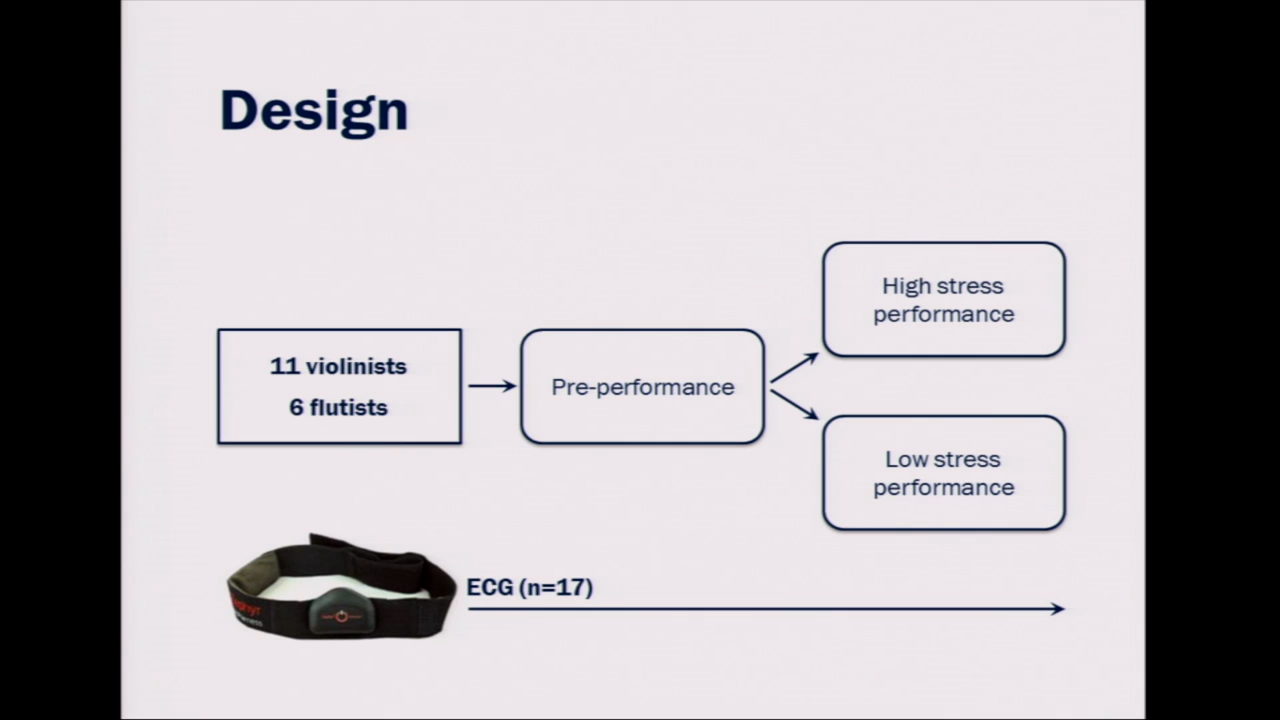 Design
11 violinists
6 flutists
Pre-performance
High stress
performance
Low stress
performance
ECG (n=17)